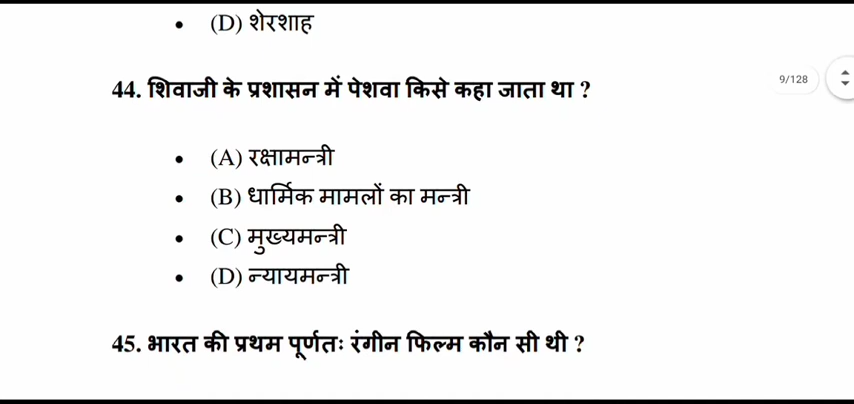 • (D) शेरशाह
44. शिवाजी के प्रशासन में पेशवा किसे कहा जाता था ?
9/128
• (A) रक्षामन्त्री
• (B) धार्मिक मामलों का मन्त्री
• (C) मुख्यमन्त्री
• (D) न्यायमन्त्री
45. भारत की प्रथम पूर्णतः रंगीन फिल्म कौन सी थी ?